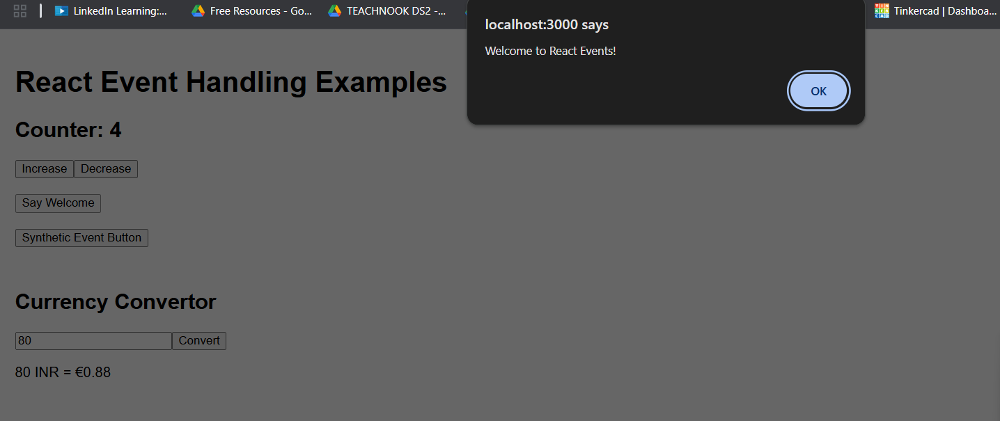 LinkedIn Learning:... Free Resources - Go... TEACHNOOK DS2 -... Tinkercad | Dashboa...
localhost:3000 says
Welcome to React Events!
OK
React Event Handling Examples
Counter: 4
Increase Decrease
Say Welcome
Synthetic Event Button
Currency Convertor
80 Convert
80 INR = €0.88